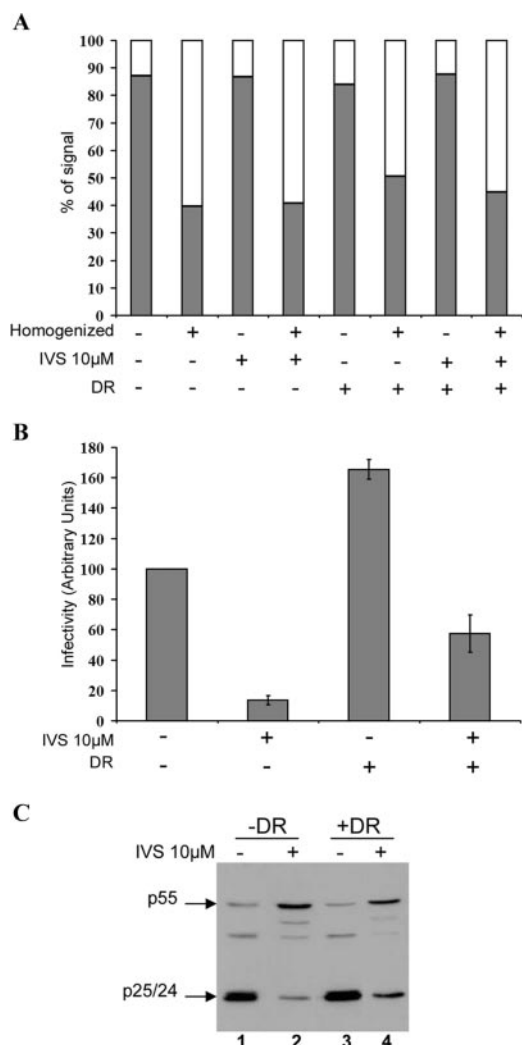 A
100
90
80
70
60
50
40
30
20
10
0
% of signal
Homogenized - + - + - + - +
IVS 10µM - - + + - - + +
DR - - - - + + + +
B
180
160
140
120
100
80
60
40
20
0
Infectivity (Arbitrary Units)
IVS 10µM - + - +
DR - - + +
C
-DR +DR
IVS 10µM - + - +
p55
p25/24
1 2 3 4